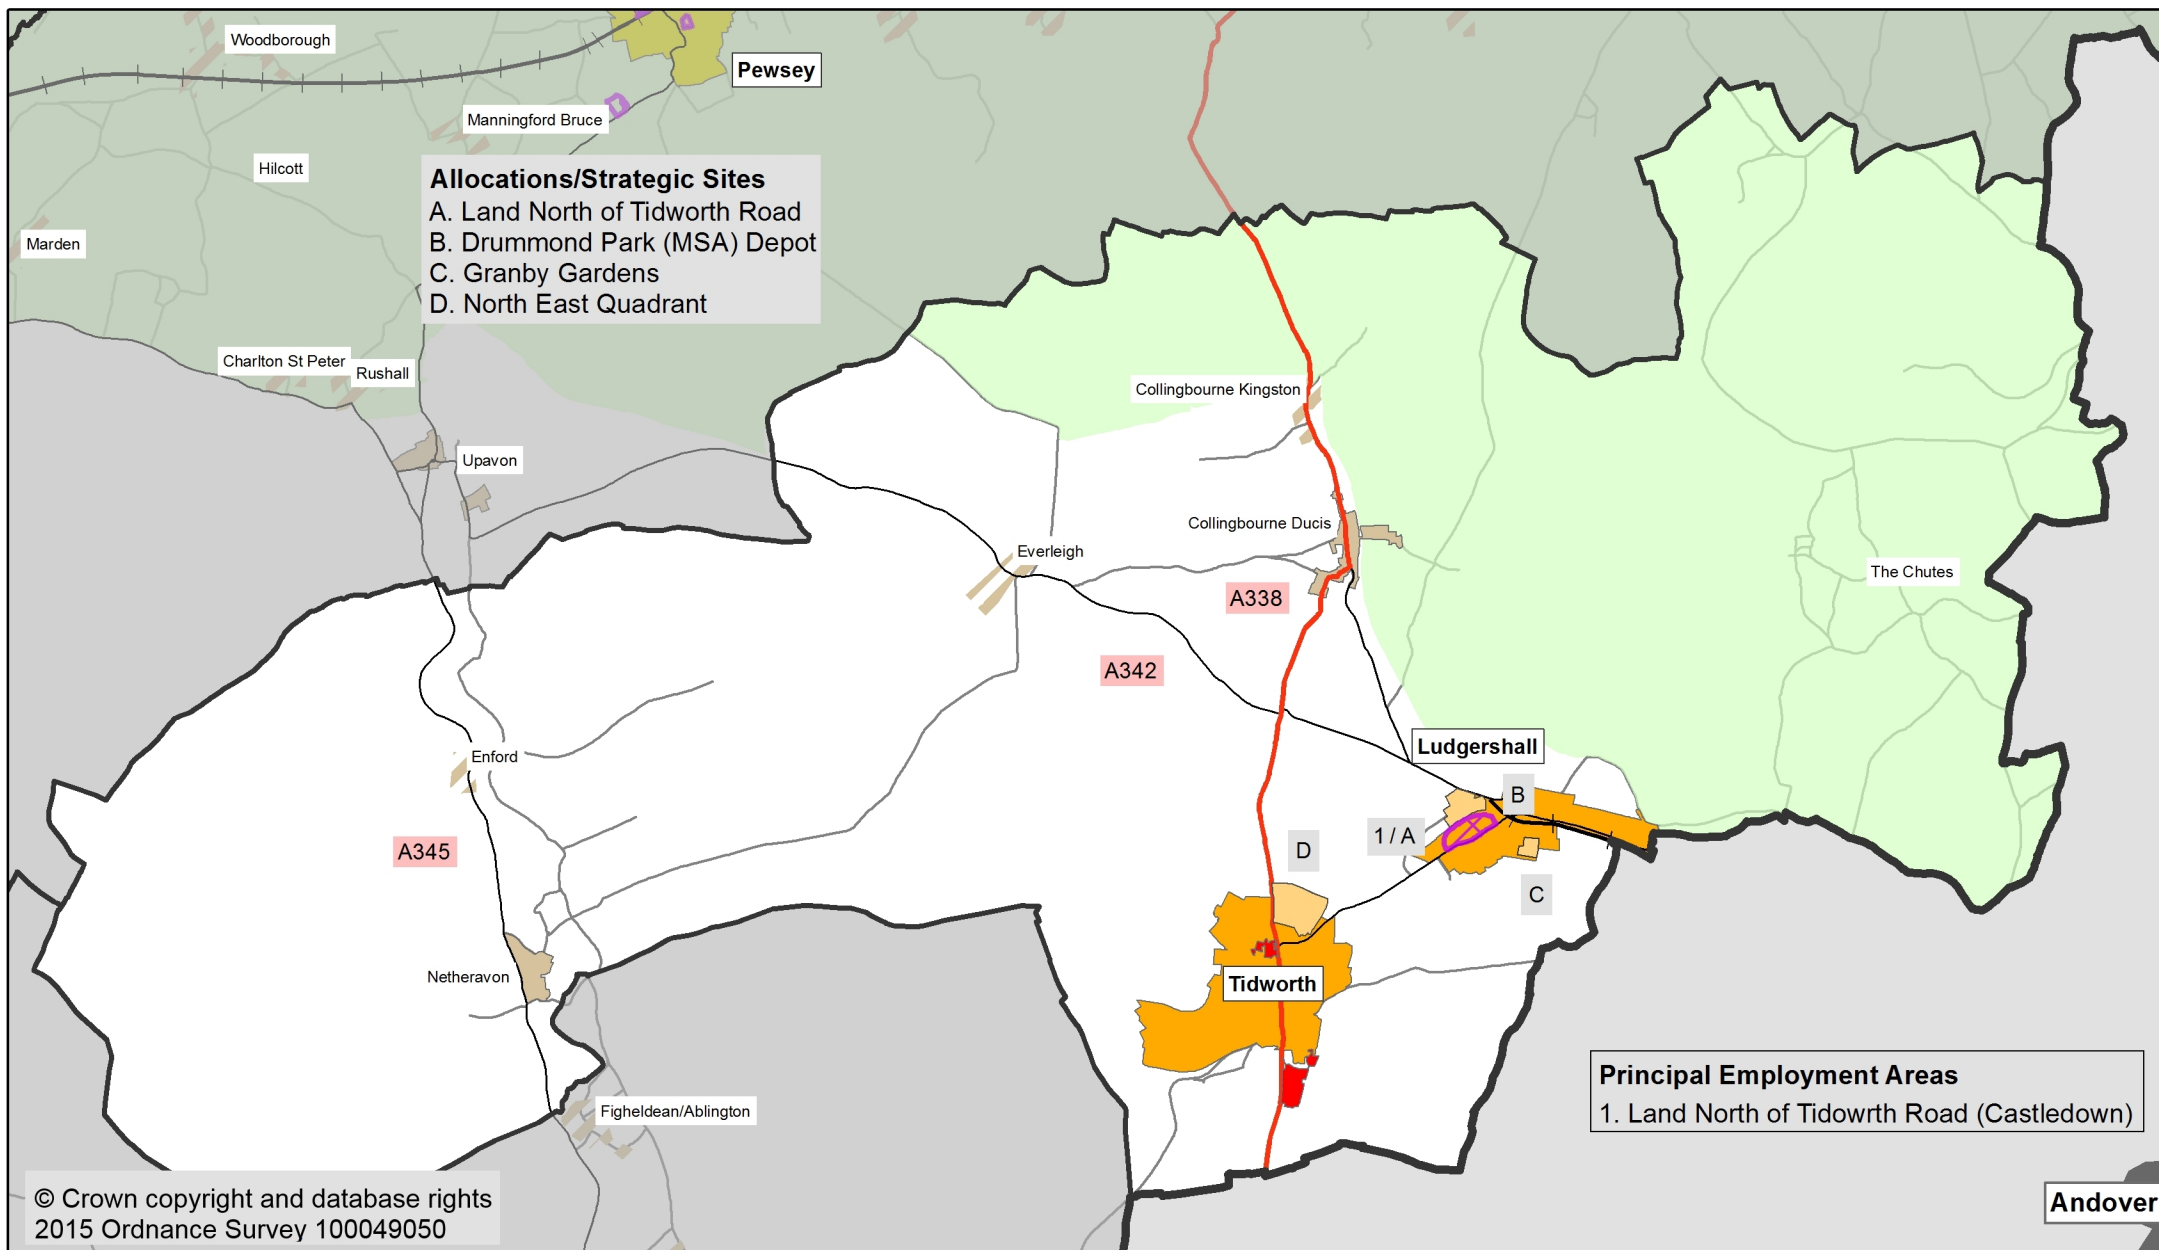 Woodborough
Pewsey
Manningford Bruce
Hilcott
Allocations/Strategic Sites
A. Land North of Tidworth Road
B. Drummond Park (MSA) Depot
C. Granby Gardens
D. North East Quadrant
Marden
Charlton St Peter
Rushall
Collingbourne Kingston
Upavon
Collingbourne Ducis
Everleigh
The Chutes
A338
A342
Ludgershall
Enford
B
1 / A
A345
D
C
Netheravon
Tidworth
Principal Employment Areas
1. Land North of Tidowrth Road (Castledown)
Figheldean/Ablington
© Crown copyright and database rights
2015 Ordnance Survey 100049050
Andover